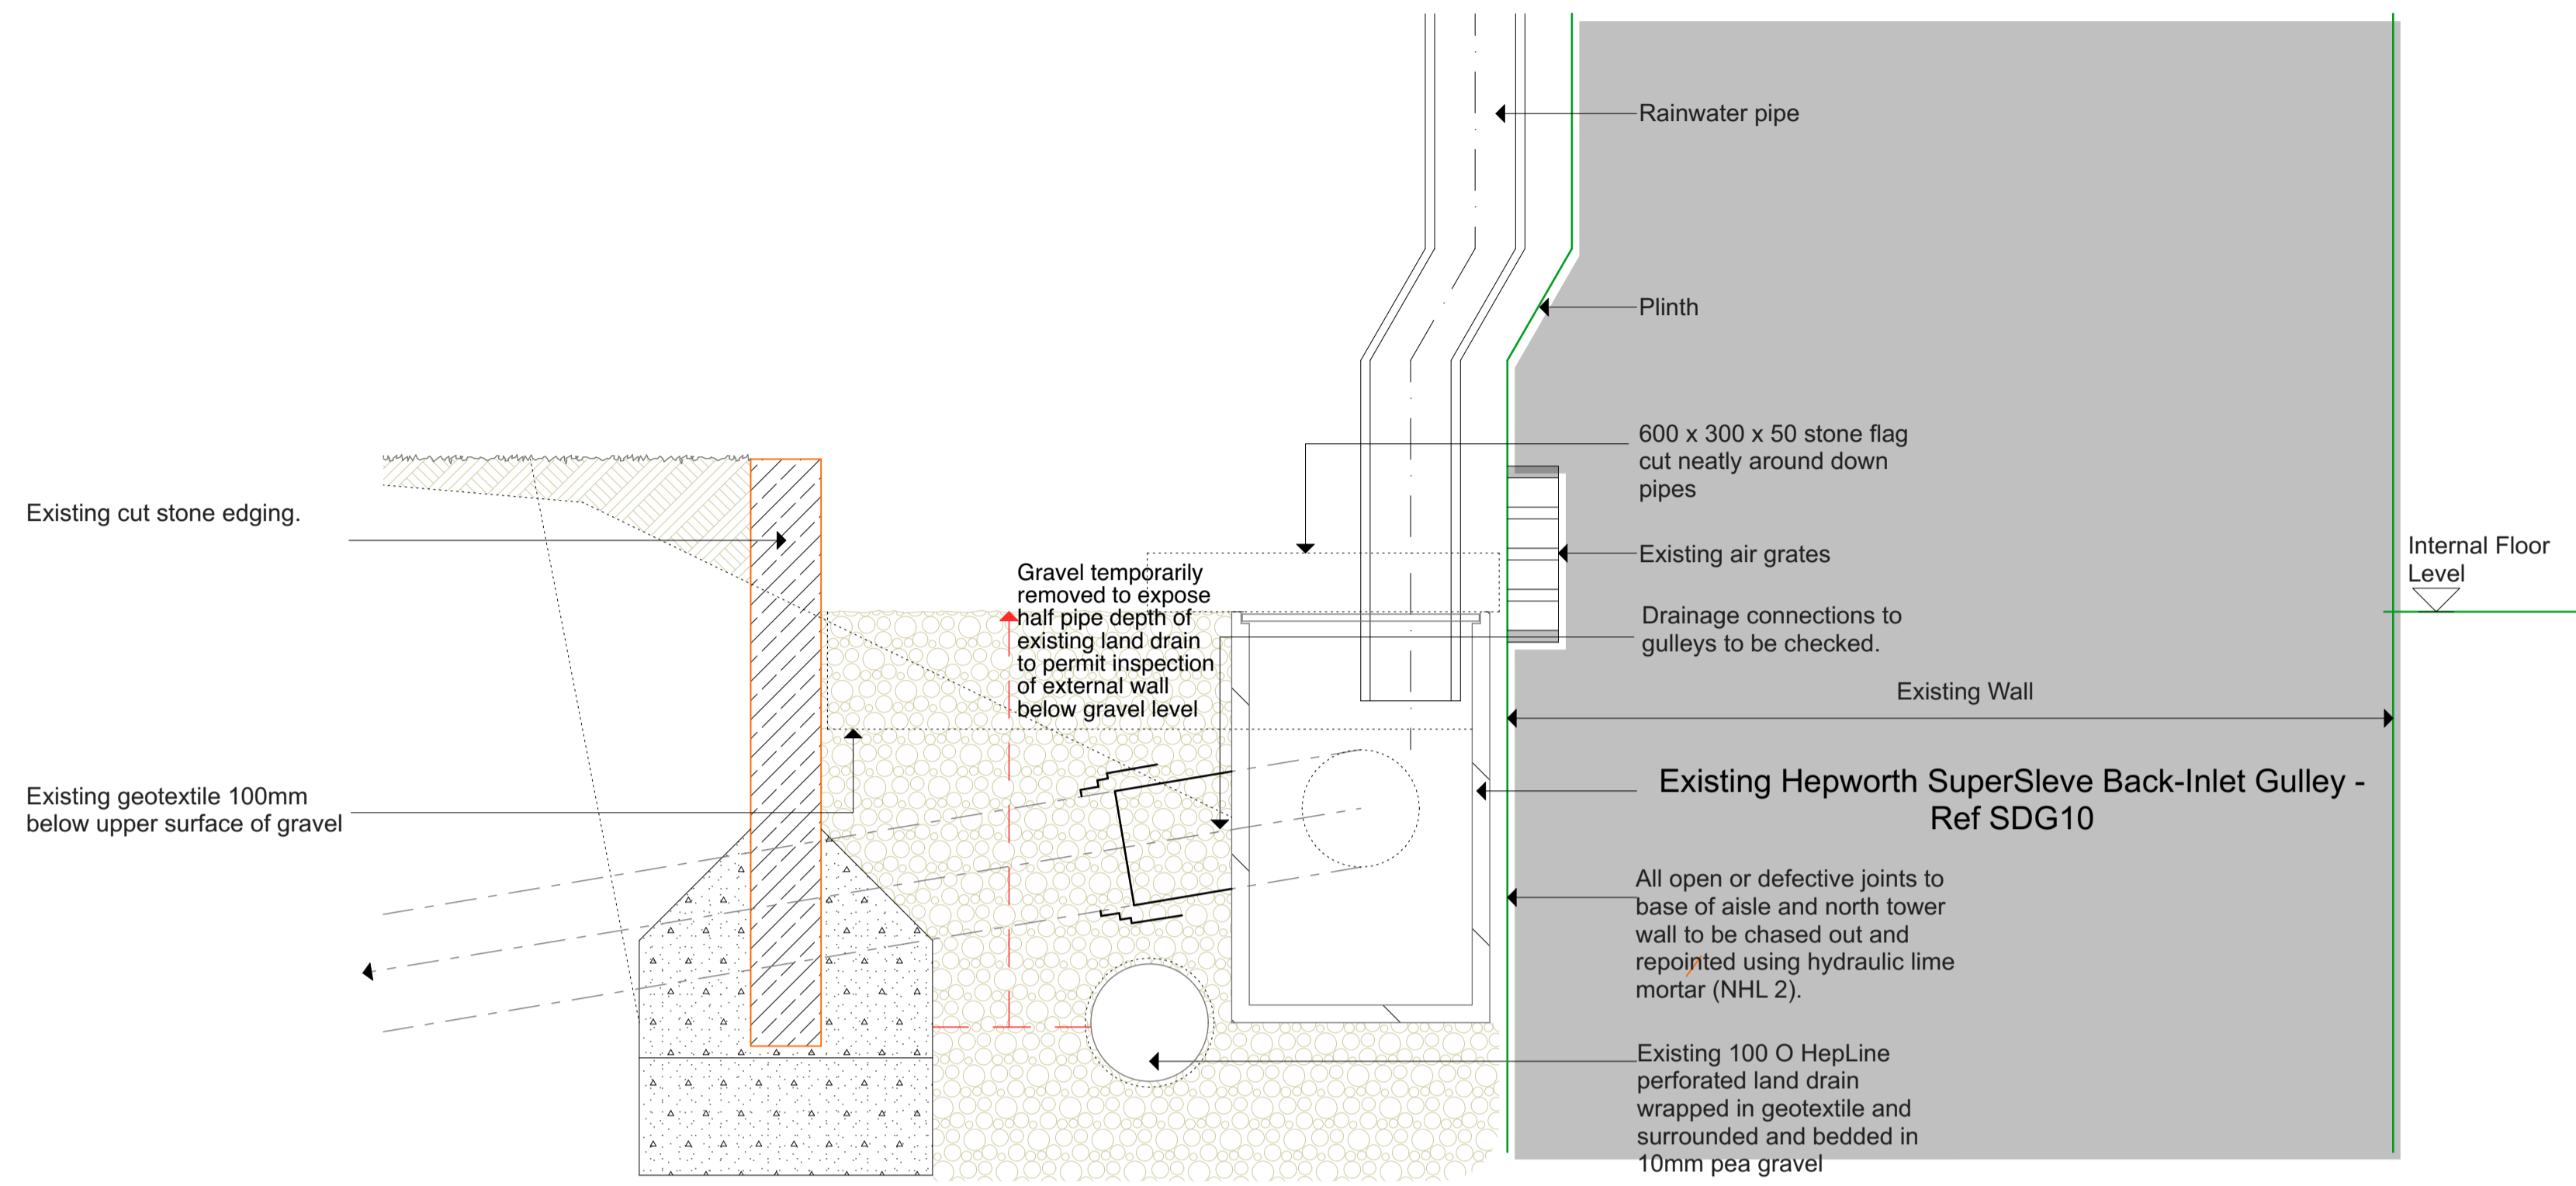 Rainwater pipe
Plinth
600 x 300 x 50 stone flag
cut neatly around down
pipes
Existing cut stone edging.
Existing air grates
Internal Floor
Level
Gravel temporarily
removed to expose
half pipe depth of
existing land drain
to permit inspection
of external wall
below gravel level
Drainage connections to
gulleys to be checked.
Existing Wall
Existing geotextile 100mm
below upper surface of gravel
Existing Hepworth SuperSleve Back-Inlet Gulley -
Ref SDG10
All open or defective joints to
base of aisle and north tower
wall to be chased out and
repointed using hydraulic lime
mortar (NHL 2).
Existing 100 O HepLine
perforated land drain
wrapped in geotextile and
surrounded and bedded in
10mm pea gravel